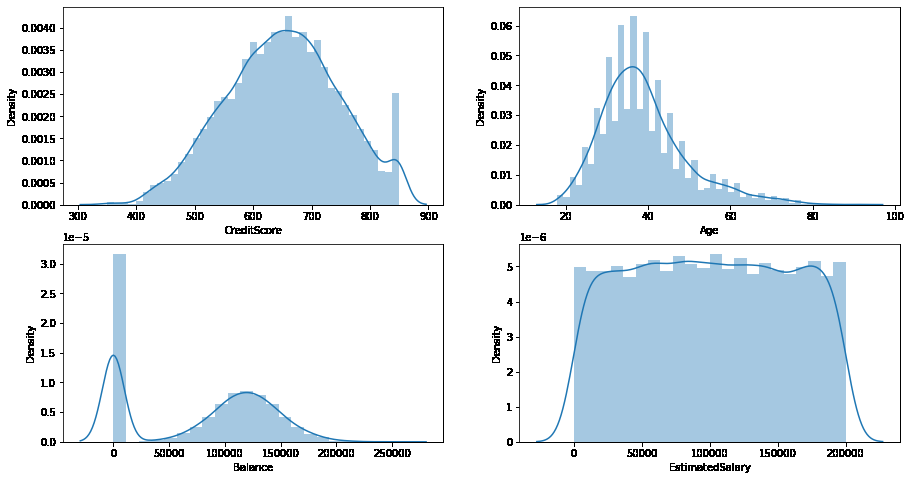 0.0040
0.0035
0.0030
0.0025
0.0020
0.0015
0.0010
0.0005
0.0000
Density
300 400 500 600 700 800 900
CreditScore
0.06
0.05
0.04
0.03
0.02
0.01
0.00
Density
20 40 60 80 100
Age
1e−5
3.0
2.5
2.0
1.5
1.0
0.5
0.0
Density
0 50000 100000 150000 200000 250000
Balance
1e−6
5
4
3
2
1
0
Density
0 50000 100000 150000 200000
EstimatedSalary